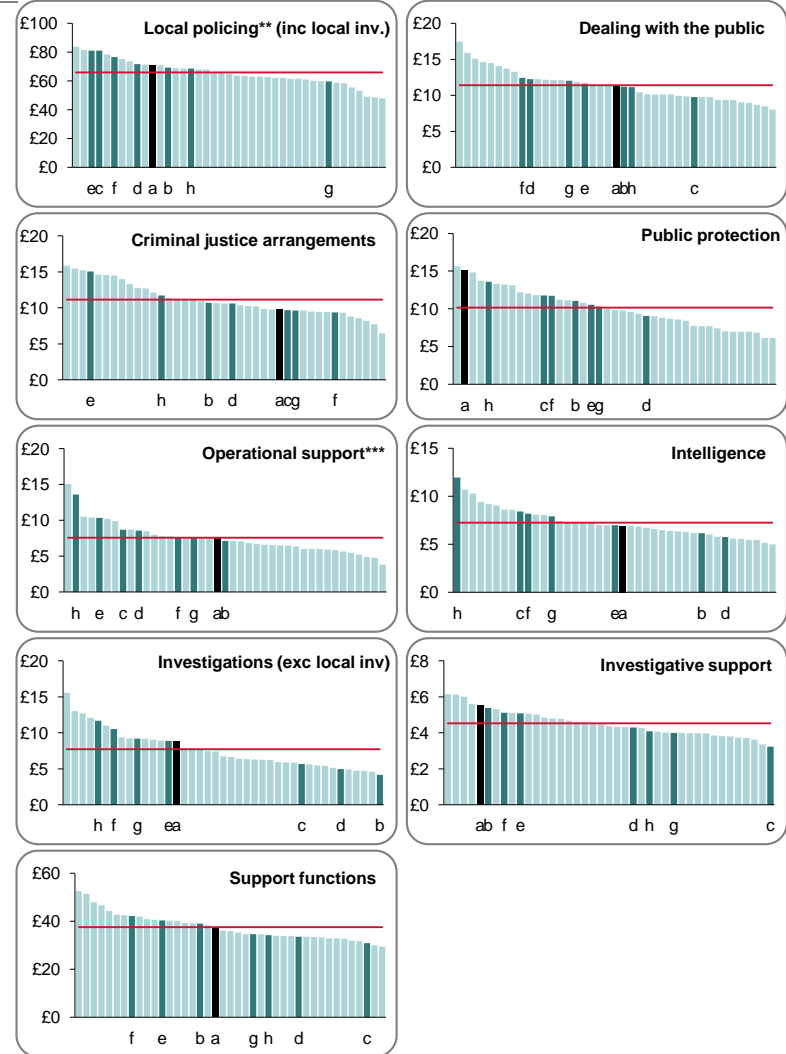 Local policing** (inc local inv.)
£100
£80
£60
£40
£20
£0
ec f d a b h g
Dealing with the public
£20
£15
£10
£5
£0
fd g e abh c
Criminal justice arrangements
£20
£15
£10
£5
£0
e h b d acg f
Public protection
£20
£15
£10
£5
£0
a h cf b eg d
Operational support***
£20
£15
£10
£5
£0
h e c d f g ab
Intelligence
£15
£10
£5
£0
h cf g ea b d
Investigations (exc local inv)
£20
£15
£10
£5
£0
h f g ea c d b
Investigative support
£8
£6
£4
£2
£0
ab f e d h g c
Support functions
£60
£40
£20
£0
f e b a g h d c